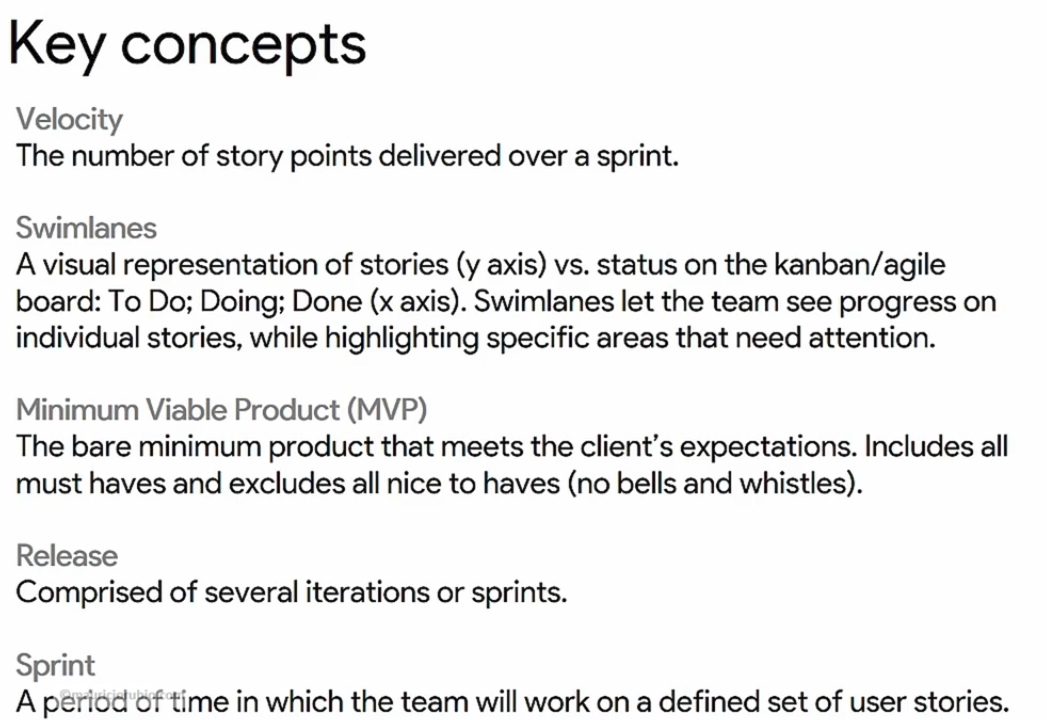 Key concepts
Velocity
The number of story points delivered over a sprint.
Swimlanes
A visual representation of stories (y axis) vs. status on the kanban/agile
board: To Do; Doing; Done (x axis). Swimlanes let the team see progress on
individual stories, while highlighting specific areas that need attention.
Minimum Viable Product (MVP)
The bare minimum product that meets the client's expectations. Includes all
must haves and excludes all nice to haves (no bells and whistles).
Release
Comprised of several iterations or sprints.
Sprint
A period of time in which the team will work on a defined set of user stories.